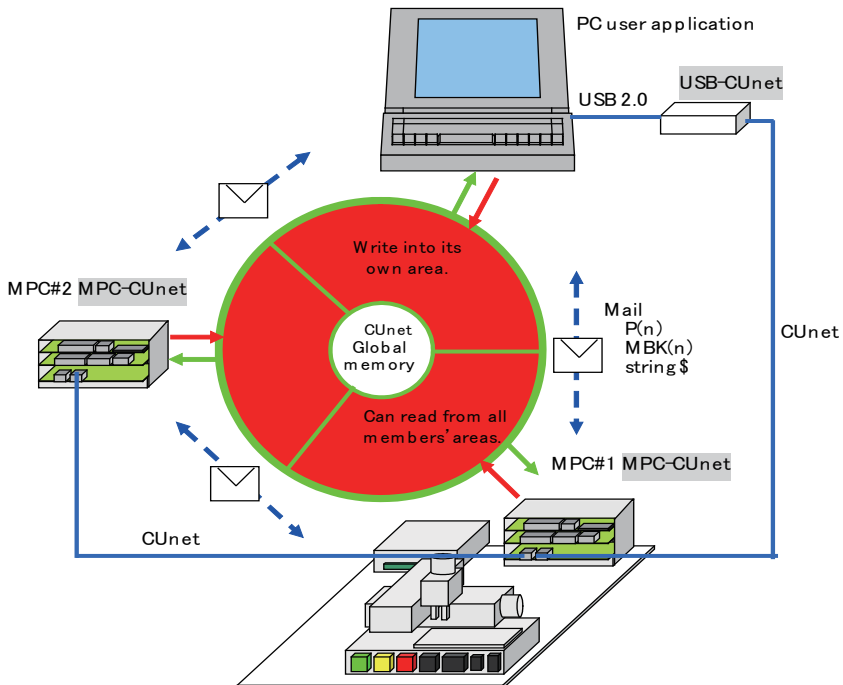 PC user application
USB-CUnet
USB 2.0
Write into its
own area.
MPC#2 MPC-CUnet
CUnet
Global
memory
Mail
P(n)
MBK(n)
string$
CUnet
Can read from all
members' areas.
MPC#1 MPC-CUnet
CUnet